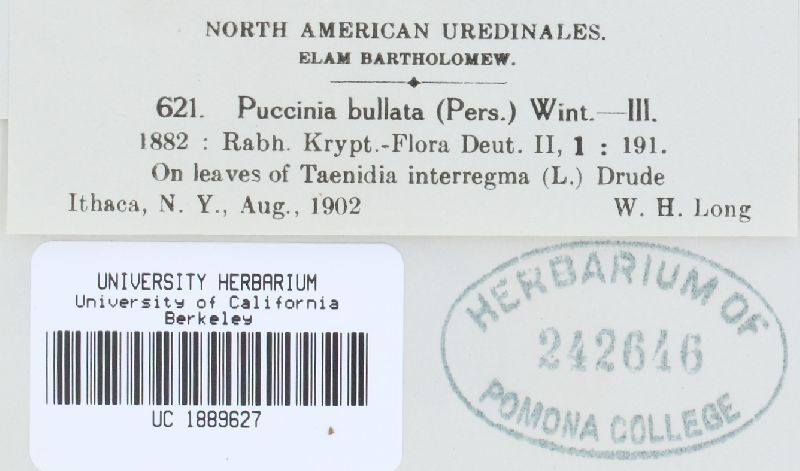 NORTH AMERICAN UREDINALES.
ELAM BARTHOLOMEW.
621. Puccinia bullata (Pers.) Wint.—III.
1882 : Rabh. Krypt.-Flora Deut. II, 1 : 191.
On leaves of Taenidia interregma (L.) Drude
Ithaca, N. Y., Aug., 1902 W. H. Long
UNIVERSITY HERBARIUM
University of California
Berkeley
UC 1889627
HERBARIUM OF
242646
POMONA COLLEGE